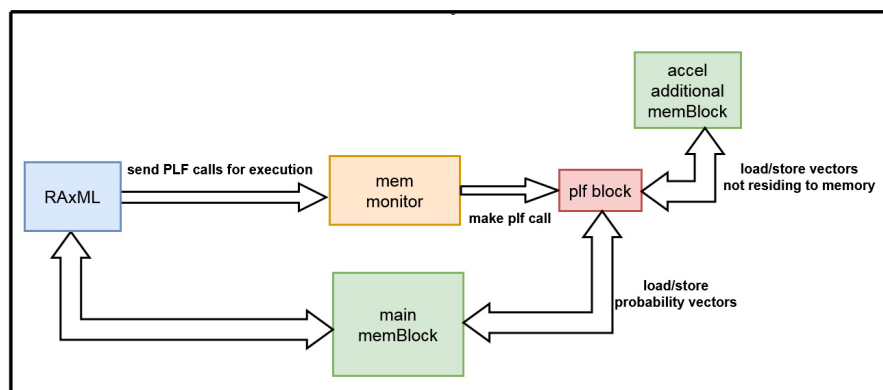 accel
additional
memBlock
send PLF calls for execution
load/store vectors
not residing to memory
RAxML
mem
monitor
plf block
make plf call
load/store
probability vectors
main
memBlock